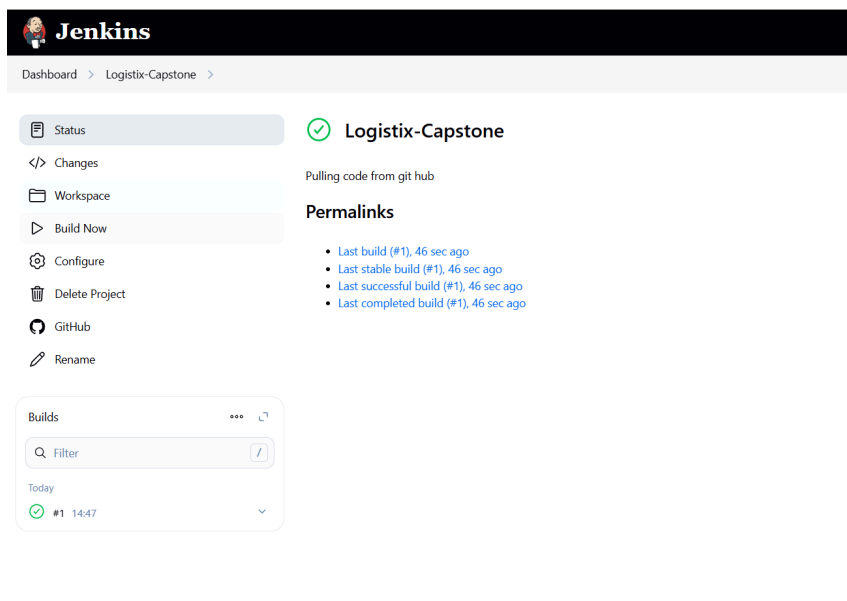 Jenkins
Dashboard
Logistix-Capstone
Status
Changes
Workspace
Build Now
Configure
Delete Project
GitHub
Rename
Builds
Filter
/
Today
#1 14:47
Logistix-Capstone
Pulling code from git hub
Permalinks
Last build (#1), 46 sec ago
Last stable build (#1), 46 sec ago
Last successful build (#1), 46 sec ago
Last completed build (#1), 46 sec ago